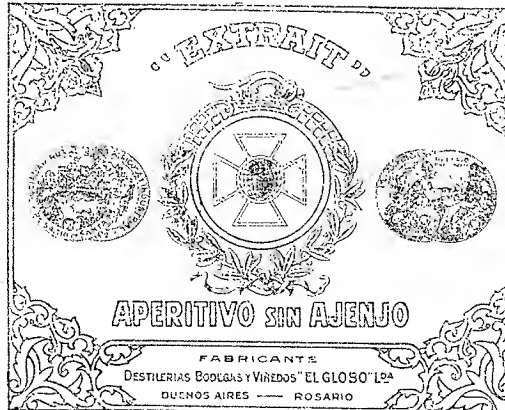 "EXTRAIT"
APERITIVO SIN AJENJO
FABRICANTE
DESTILERIAS BODEGAS Y VIÑEDOS "EL GLOBO" LDA
BUENOS AIRES — ROSARIO